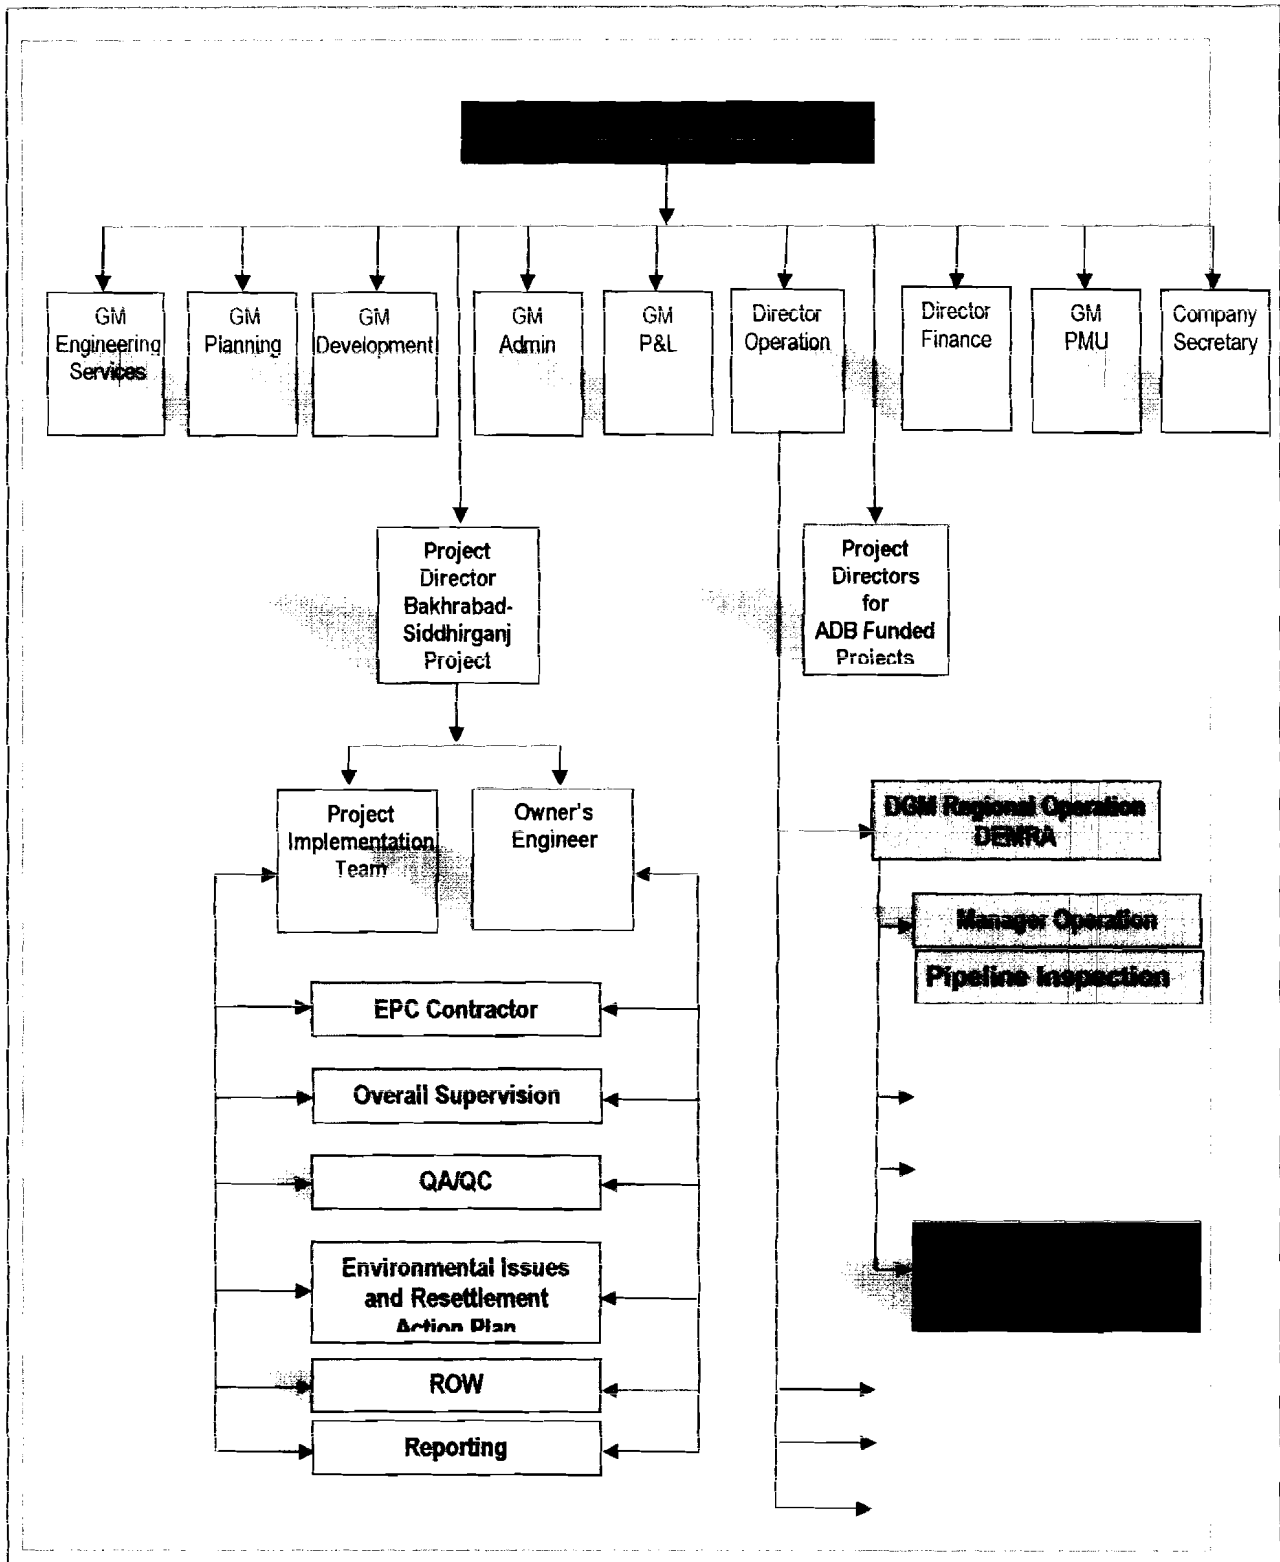 GM
Engineering
Services
GM
Planning
GM
Development
GM
Admin
GM
P&L
Director
Operation
Director
Finance
GM
PMU
Company
Secretary
Project
Director
Bakhrabad-
Siddhirganj
Project
Project
Directors
for
ADB Funded
Projects
Project
Implementation
Team
Owner's
Engineer
DGM Regional Operation
DEMRA
Manager Operation
Pipeline Inspection
EPC Contractor
Overall Supervision
QA/QC
Environmental Issues
and Resettlement
Action Plan
ROW
Reporting